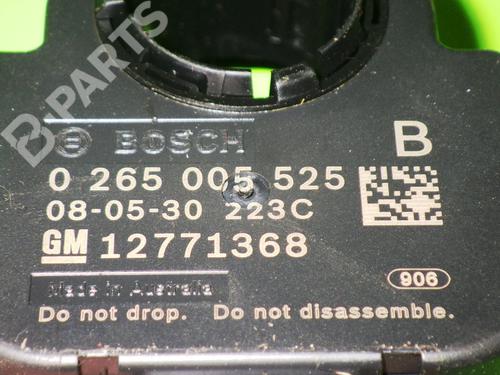 B-PARTS
BOSCH
B
0 265 005 525
08-05-30 223C
GM 12771368
Made in Australia
906
Do not drop. Do not disassemble.